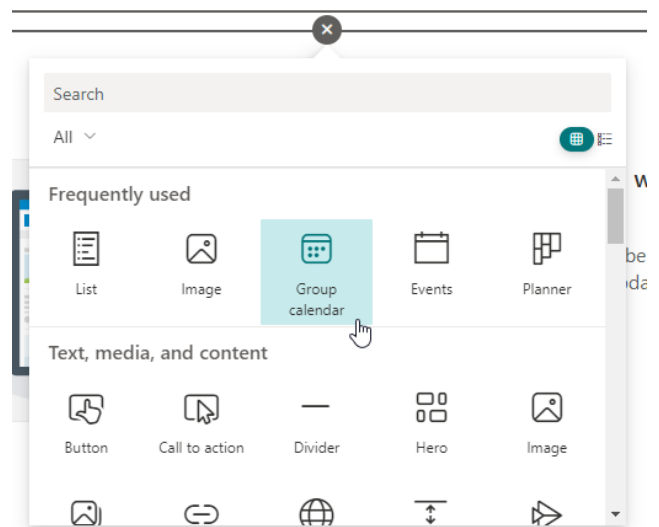 Search
All
Frequently used
List
Image
Group
calendar
Events
Planner
Text, media, and content
Button
Call to action
Divider
Hero
Image
be